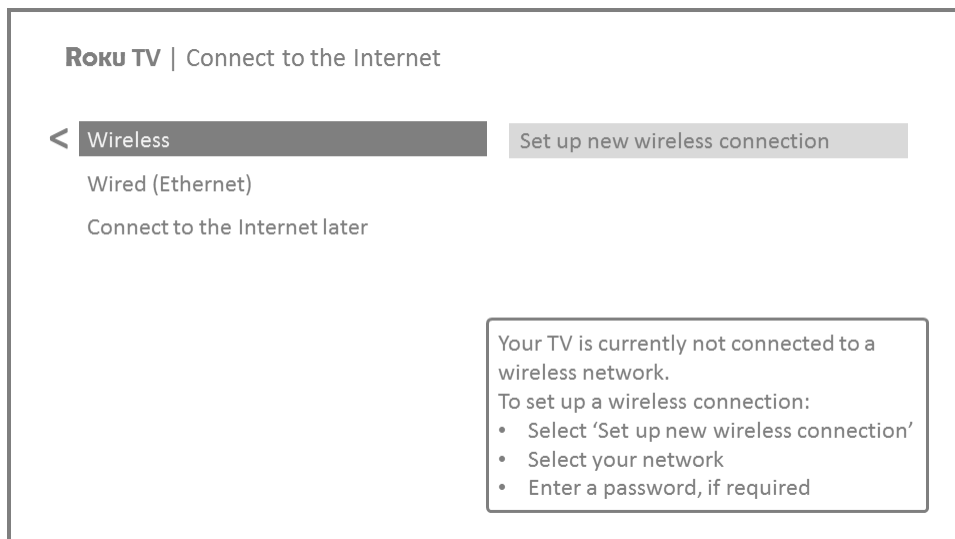 ROKU TV | Connect to the Internet
< Wireless
Set up new wireless connection
Wired (Ethernet)
Connect to the Internet later
Your TV is currently not connected to a
wireless network.
To set up a wireless connection:
• Select ‘Set up new wireless connection’
• Select your network
• Enter a password, if required